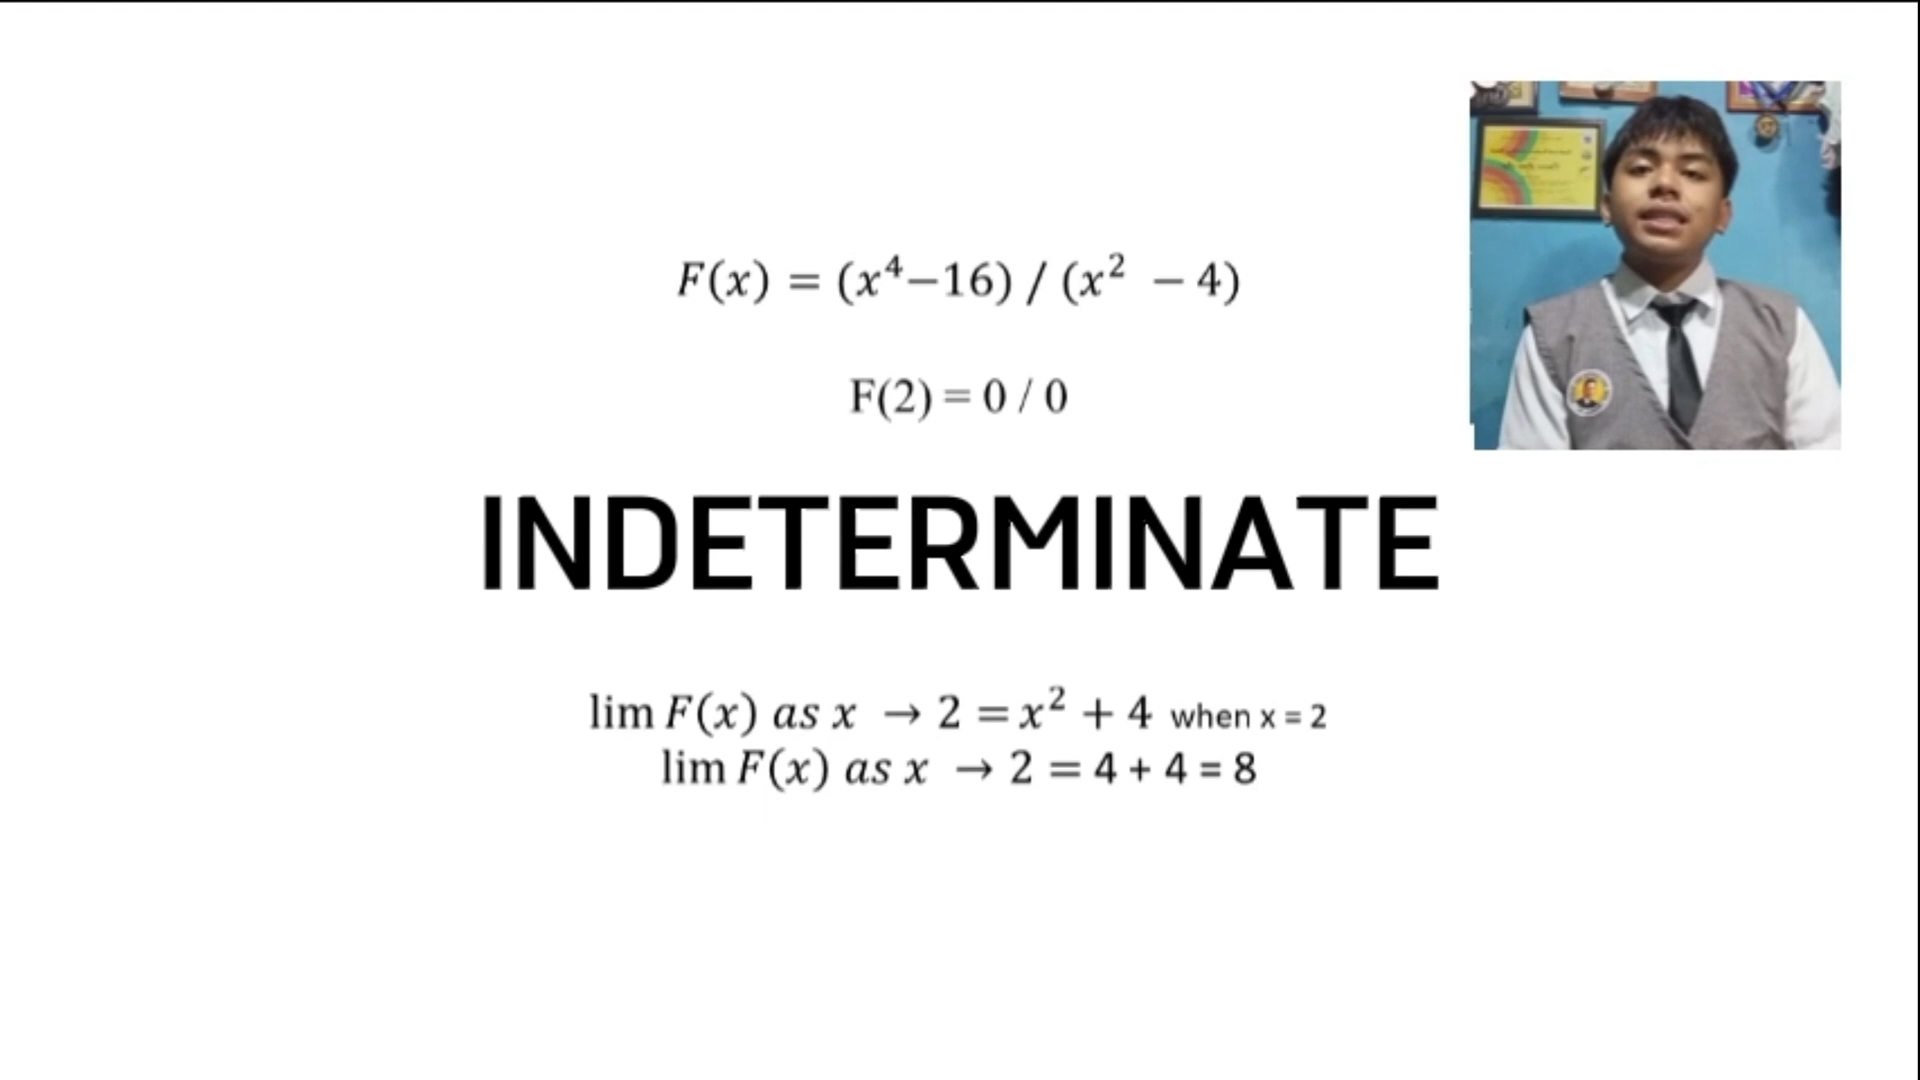 F(x) = (x⁴−16) / (x² − 4)
F(2) = 0 / 0
INDETERMINATE
lim F(x) as x → 2 = x² + 4 when x = 2
lim F(x) as x → 2 = 4 + 4 = 8